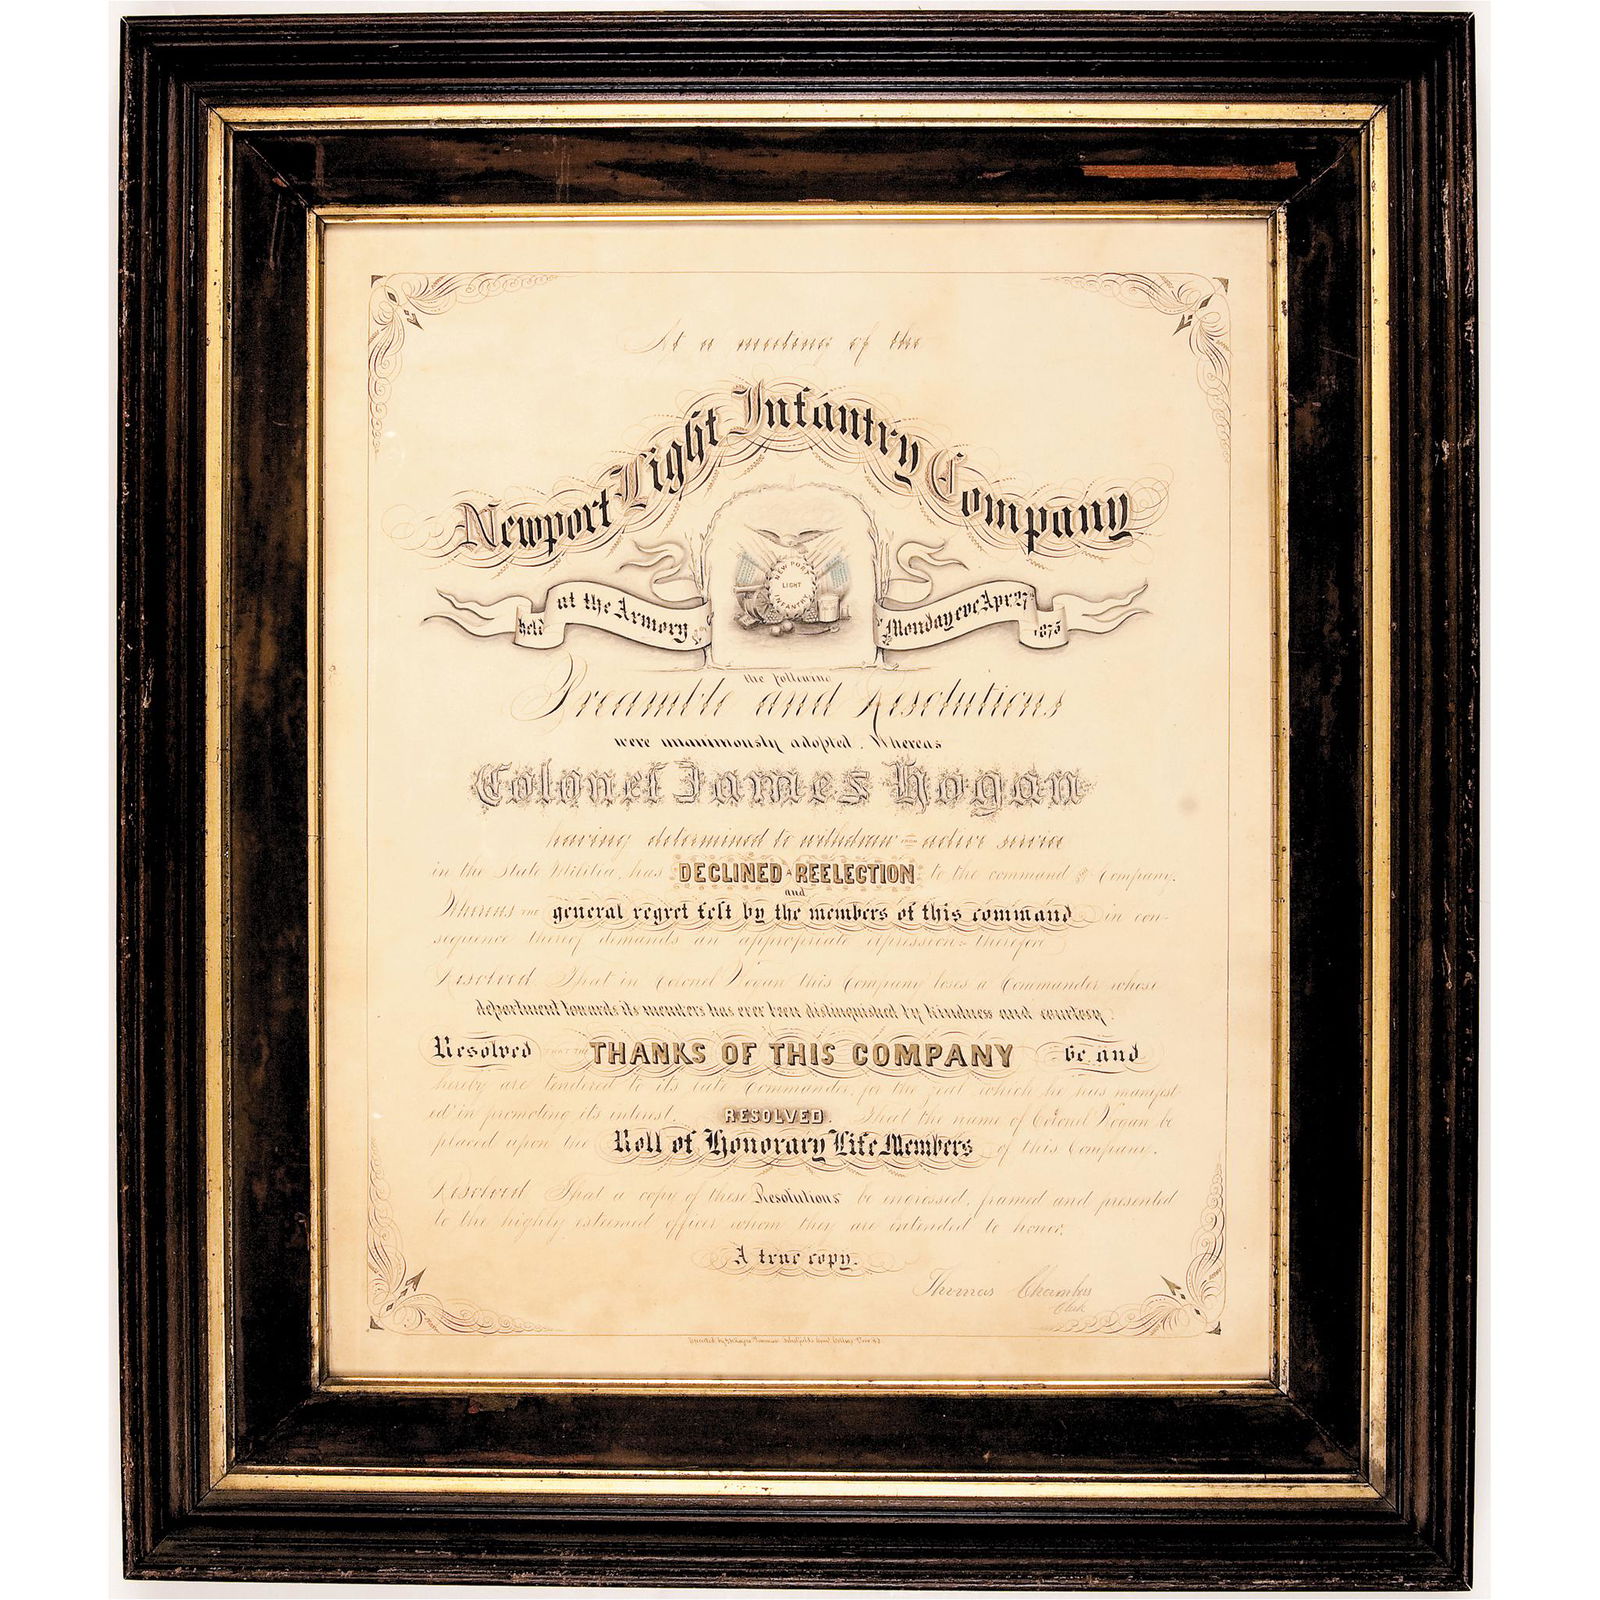 At a meeting of the
Newport Light Infantry Company
NEW PORT
LIGHT
INFANTRY
held at the Armory Monday eve Apr. 27 1875
the following
Preamble and Resolutions
were unanimously adopted. Whereas
Colonel James Hogan
having determined to withdraw from active service
in the State Militia, has DECLINED REELECTION to the command of Company.
and
Whereas the general regret felt by the members of this command in con-
sequence thereof demands an appropriate expression: therefore
Resolved That in Colonel Hogan this Company loses a Commander whose
department towards its members has ever been distinguished by kindness and courtesy
Resolved THAT THE THANKS OF THIS COMPANY be and
hereby are tendered to its late Commander, for the zeal which he has manifest-
ed in promoting its interest. RESOLVED. That the name of Colonel Hogan be
placed upon the Roll of Honorary Life Members of this Company.
Resolved That a copy of these Resolutions be engrossed, framed and presented
to the highly esteemed officer whom they are intended to honor.
A true copy.
Thomas Chambers
Clerk